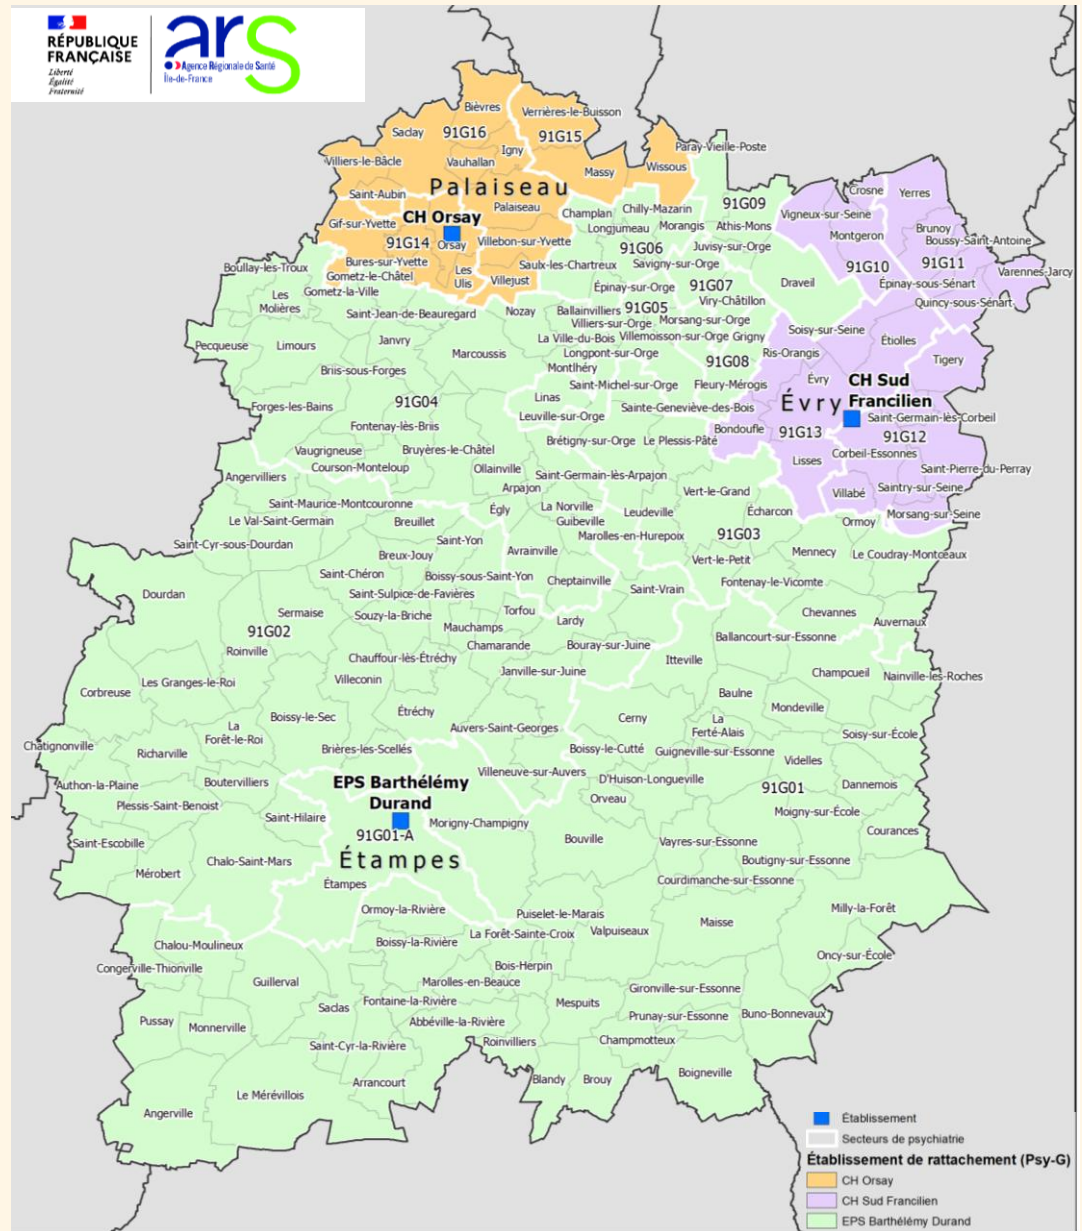 RÉPUBLIQUE
FRANÇAISE
Liberté
Égalité
Fraternité
ars
Agence Régionale de Santé
Île-de-France
Bièvres
Verrières-le-Buisson
Saclay
91G16
91G15
Igny
Paray-Vieille-Poste
Villiers-le-Bâcle
Vauhallan
Massy
Wissous
Palaiseau
Saint-Aubin
Crosne
Yerres
Palaiseau
91G09
CH Orsay
Champlan
Chilly-Mazarin
Vigneux-sur-Seine
Gif-sur-Yvette
Longjumeau
Morangis
Athis-Mons
Brunoy
91G14
Orsay
Villebon-sur-Yvette
91G06
Juvisy-sur-Orge
Montgeron
Boussy-Saint-Antoine
Bures-sur-Yvette
Saulx-les-Chartreux
Savigny-sur-Orge
91G10
91G11
Boullay-les-Troux
Gometz-le-Châtel
Les
Ulis
Villejust
Épinay-sur-Orge
91G07
Draveil
Épinay-sous-Sénart
Varennes-Jarcy
Les
Molières
Gometz-la-Ville
Viry-Châtillon
Quincy-sous-Sénart
Saint-Jean-de-Beauregard
Nozay
Ballainvilliers
91G05
Villiers-sur-Orge
Morsang-sur-Orge
Soisy-sur-Seine
Pecqueuse
Limours
Janvry
La Ville-du-Bois
Villemoisson-sur-Orge
Grigny
Étiolles
Marcoussis
Longpont-sur-Orge
Ris-Orangis
Tigery
Briis-sous-Forges
Montlhéry
91G08
Saint-Michel-sur-Orge
Fleury-Mérogis
Évry
CH Sud
Francilien
Forges-les-Bains
91G04
Linas
Sainte-Geneviève-des-Bois
Évry
Leuville-sur-Orge
Saint-Germain-lès-Corbeil
Fontenay-lès-Briis
Bondoufle
91G13
91G12
Vaugrigneuse
Bruyères-le-Châtel
Brétigny-sur-Orge
Le Plessis-Pâté
Corbeil-Essonnes
Courson-Monteloup
Ollainville
Lisses
Saint-Pierre-du-Perray
Angervilliers
Saint-Germain-lès-Arpajon
Arpajon
Vert-le-Grand
Villabé
Saintry-sur-Seine
Saint-Maurice-Montcouronne
Égly
La Norville
Leudeville
Écharcon
Morsang-sur-Seine
Le Val-Saint-Germain
Breuillet
Guibeville
Ormoy
Saint-Cyr-sous-Dourdan
Saint-Yon
Avrainville
Marolles-en-Hurepoix
91G03
Breux-Jouy
Vert-le-Petit
Mennecy
Le Coudray-Montceaux
Saint-Chéron
Boissy-sous-Saint-Yon
Cheptainville
Saint-Vrain
Fontenay-le-Vicomte
Dourdan
Saint-Sulpice-de-Favières
Sermaise
Souzy-la-Briche
Torfou
Lardy
Chevannes
Auvernaux
91G02
Mauchamps
Ballancourt-sur-Essonne
Roinville
Chamarande
Bouray-sur-Juine
Itteville
Chauffour-lès-Étréchy
Janville-sur-Juine
Champcueil
Nainville-les-Roches
Les Granges-le-Roi
Villeconin
Corbreuse
Baulne
Mondeville
Boissy-le-Sec
Étréchy
Cerny
La
Ferté-Alais
La
Forêt-le-Roi
Auvers-Saint-Georges
Soisy-sur-École
Chatignonville
Richarville
Brières-les-Scellés
Boissy-le-Cutté
Guigneville-sur-Essonne
Videlles
Authon-la-Plaine
Boutervilliers
EPS Barthélémy
Durand
Villeneuve-sur-Auvers
D'Huison-Longueville
91G01
Dannemois
Plessis-Saint-Benoist
Orveau
Moigny-sur-École
Saint-Hilaire
91G01-A
Morigny-Champigny
Courances
Saint-Escobille
Bouville
Vayres-sur-Essonne
Chalo-Saint-Mars
Étampes
Boutigny-sur-Essonne
Mérobert
Étampes
Courdimanche-sur-Essonne
Ormoy-la-Rivière
Puiselet-le-Marais
Maisse
Milly-la-Forêt
Chalou-Moulineux
Boissy-la-Rivière
La Forêt-Sainte-Croix
Valpuiseaux
Congerville-Thionville
Bois-Herpin
Oncy-sur-École
Guillerval
Marolles-en-Beauce
Gironville-sur-Essonne
Saclas
Fontaine-la-Rivière
Mespuits
Pussay
Monnerville
Abbéville-la-Rivière
Prunay-sur-Essonne
Buno-Bonnevaux
Saint-Cyr-la-Rivière
Roinvilliers
Champmotteux
Arrancourt
Blandy
Brouy
Boigneville
Le Mérévillois
Angerville
Établissement
Secteurs de psychiatrie
Établissement de rattachement (Psy-G)
CH Orsay
CH Sud Francilien
EPS Barthélémy Durand